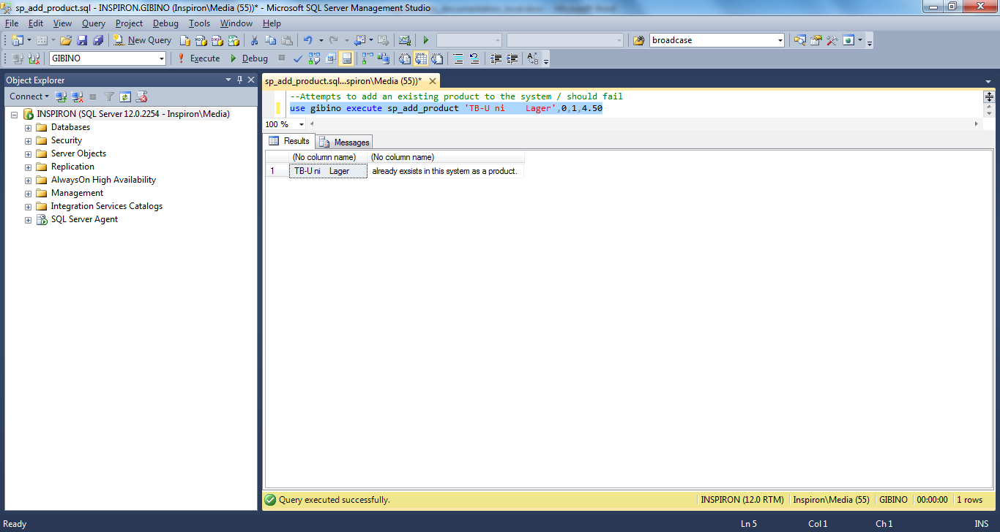 sp_add_product.sql - INSPIRON.GIBINO (Inspiron\Media (55))* - Microsoft SQL Server Management Studio
File Edit View Query Project Debug Tools Window Help
New Query broadcase
GIBINO Execute Debug
Object Explorer
sp_add_product.sql...spiron\Media (55))*
Connect
INSPIRON (SQL Server 12.0.2254 - Inspiron\Media)
Databases
Security
Server Objects
Replication
AlwaysOn High Availability
Management
Integration Services Catalogs
SQL Server Agent
--Attempts to add an existing product to the system / should fail
use gibino execute sp_add_product 'TB-U ni    Lager',0,1,4.50
100 %
Results Messages
(No column name) (No column name)
1 TB-U ni    Lager already exsists in this system as a product.
Query executed successfully. INSPIRON (12.0 RTM) Inspiron\Media (55) GIBINO 00:00:00 1 rows
Ready Ln 5 Col 1 Ch 1 INS